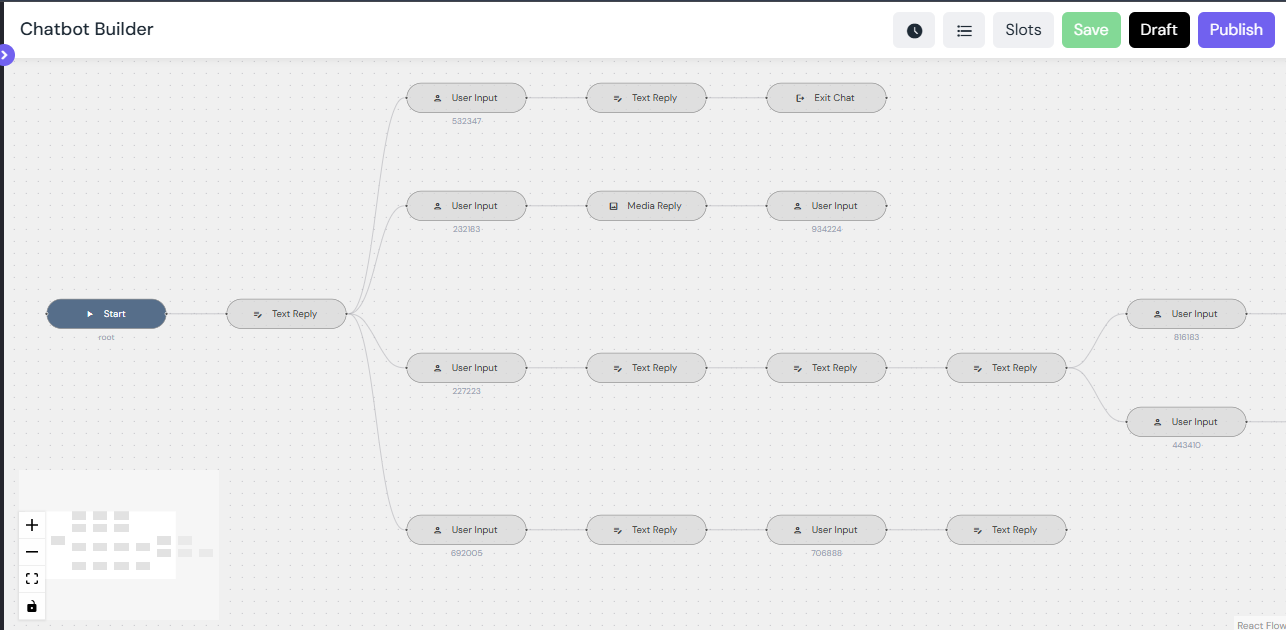 Chatbot Builder
Slots
Save
Draft
Publish
User Input
Text Reply
Exit Chat
532347
User Input
Media Reply
User Input
232183
934224
Start
Text Reply
User Input
root
816183
User Input
Text Reply
Text Reply
Text Reply
227223
User Input
443410
User Input
Text Reply
User Input
Text Reply
692005
706888
React Flow